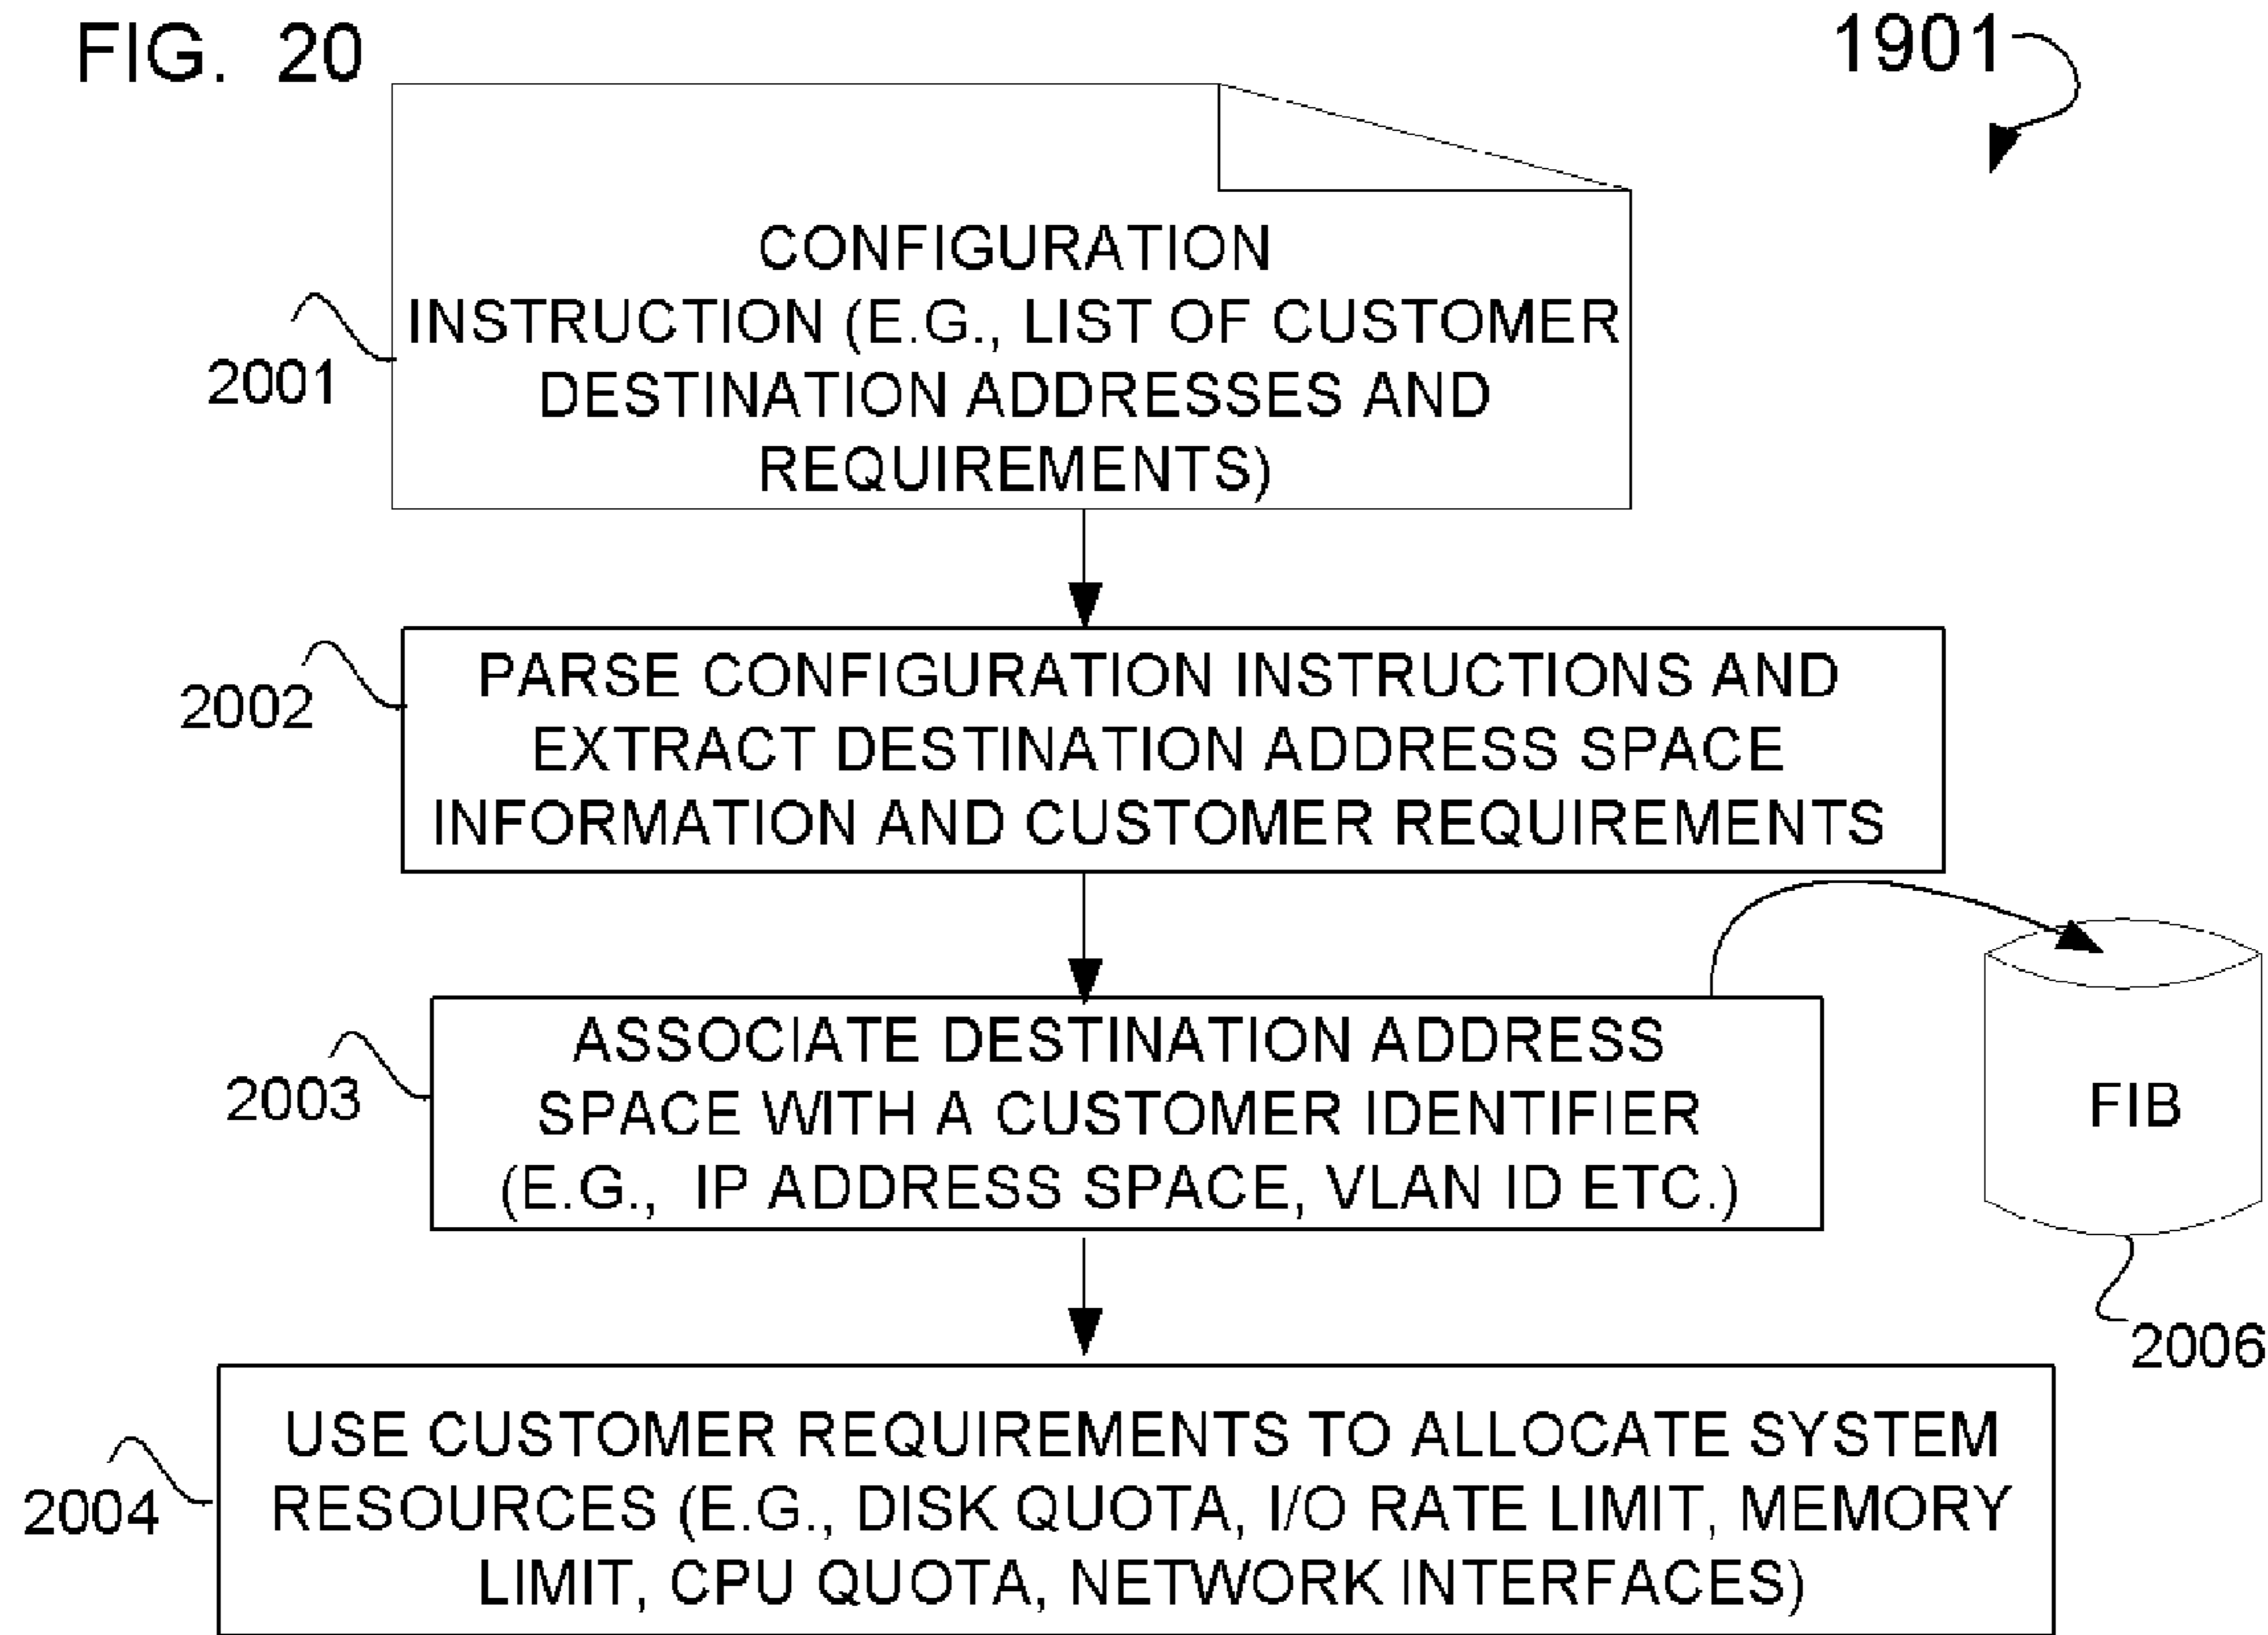 FIG. 20
1901
CONFIGURATION
INSTRUCTION (E.G., LIST OF CUSTOMER
DESTINATION ADDRESSES AND
REQUIREMENTS)
2001
PARSE CONFIGURATION INSTRUCTIONS AND
EXTRACT DESTINATION ADDRESS SPACE
INFORMATION AND CUSTOMER REQUIREMENTS
2002
ASSOCIATE DESTINATION ADDRESS
SPACE WITH A CUSTOMER IDENTIFIER
(E.G., IP ADDRESS SPACE, VLAN ID ETC.)
2003
FIB
2006
USE CUSTOMER REQUIREMENTS TO ALLOCATE SYSTEM
RESOURCES (E.G., DISK QUOTA, I/O RATE LIMIT, MEMORY
LIMIT, CPU QUOTA, NETWORK INTERFACES)
2004